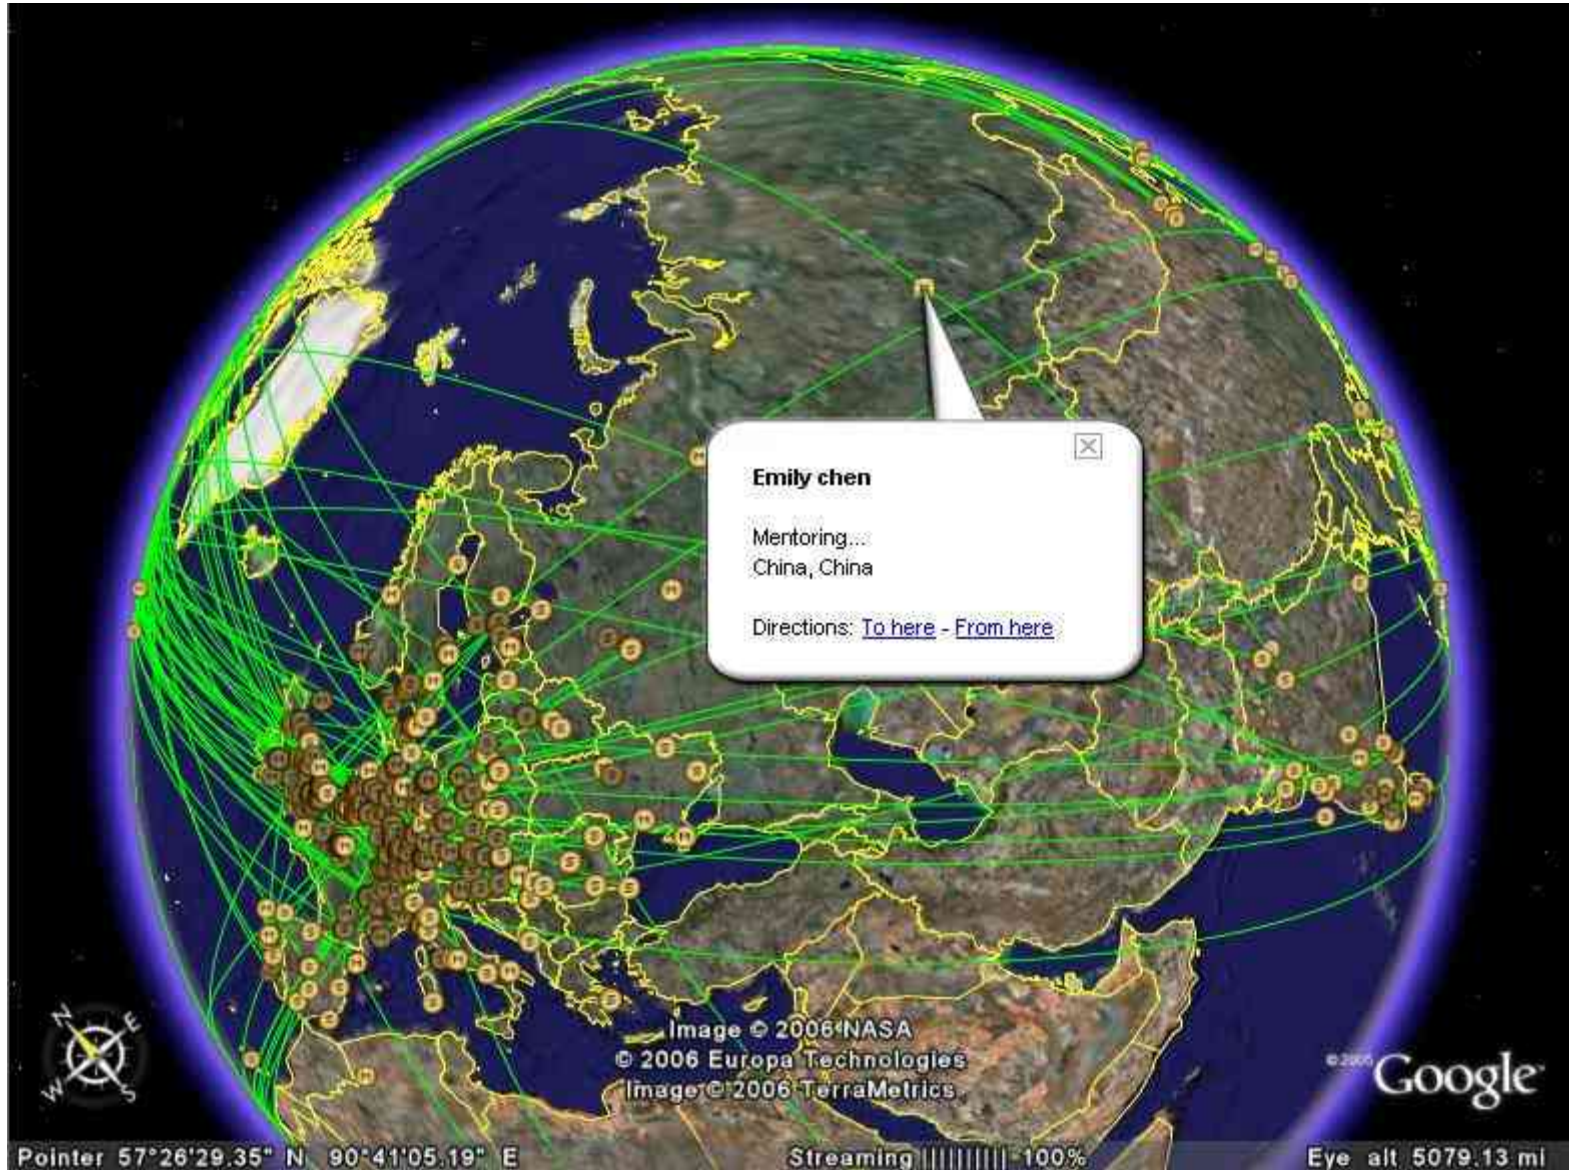 Emily chen
Mentoring...
China, China
Directions: To here - From here
N
E
W
S
Image © 2006 NASA
© 2006 Europa Technologies
Image © 2006 TerraMetrics
©2005 Google
Pointer 57°26'29.35" N 90°41'05.19" E
Streaming |||||||||| 100%
Eye alt 5079.13 mi